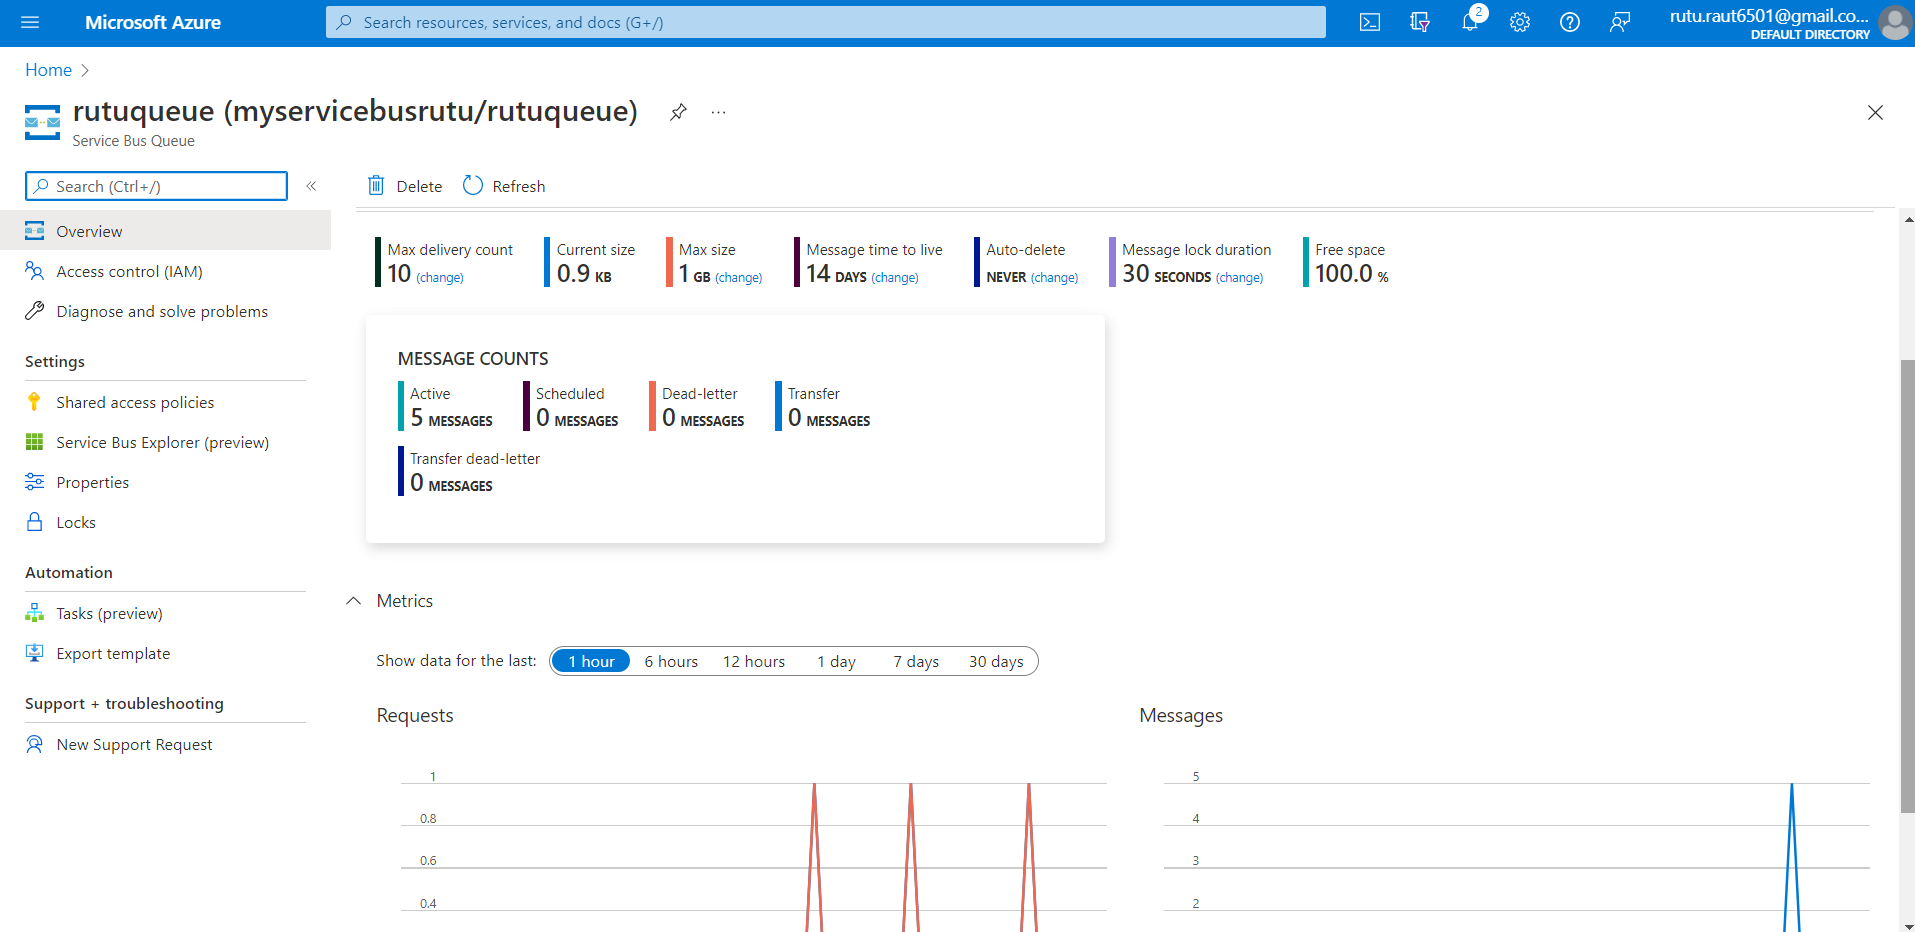 Microsoft Azure
Search resources, services, and docs (G+/)
2
rutu.raut6501@gmail.co...
DEFAULT DIRECTORY
Home
rutuqueue (myservicebusrutu/rutuqueue)
...
Service Bus Queue
Search (Ctrl+/)
«
Delete
Refresh
Overview
Access control (IAM)
Diagnose and solve problems
Settings
Shared access policies
Service Bus Explorer (preview)
Properties
Locks
Automation
Tasks (preview)
Export template
Support + troubleshooting
New Support Request
Max delivery count
10 (change)
Current size
0.9 KB
Max size
1 GB (change)
Message time to live
14 DAYS (change)
Auto-delete
NEVER (change)
Message lock duration
30 SECONDS (change)
Free space
100.0 %
MESSAGE COUNTS
Active
5 MESSAGES
Scheduled
0 MESSAGES
Dead-letter
0 MESSAGES
Transfer
0 MESSAGES
Transfer dead-letter
0 MESSAGES
Metrics
Show data for the last: 1 hour 6 hours 12 hours 1 day 7 days 30 days
Requests
1
0.8
0.6
0.4
Messages
5
4
3
2